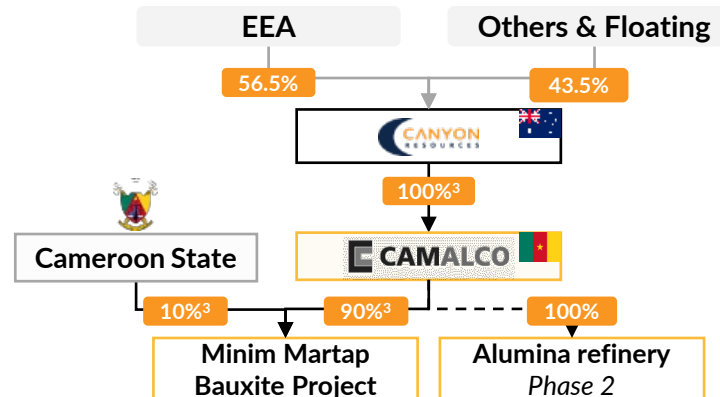 EEA
Others & Floating
56.5%
43.5%
CANYON
RESOURCES
100%³
Cameroon State
CAMALCO
10%³
90%³
100%
Minim Martap
Bauxite Project
Alumina refinery
Phase 2